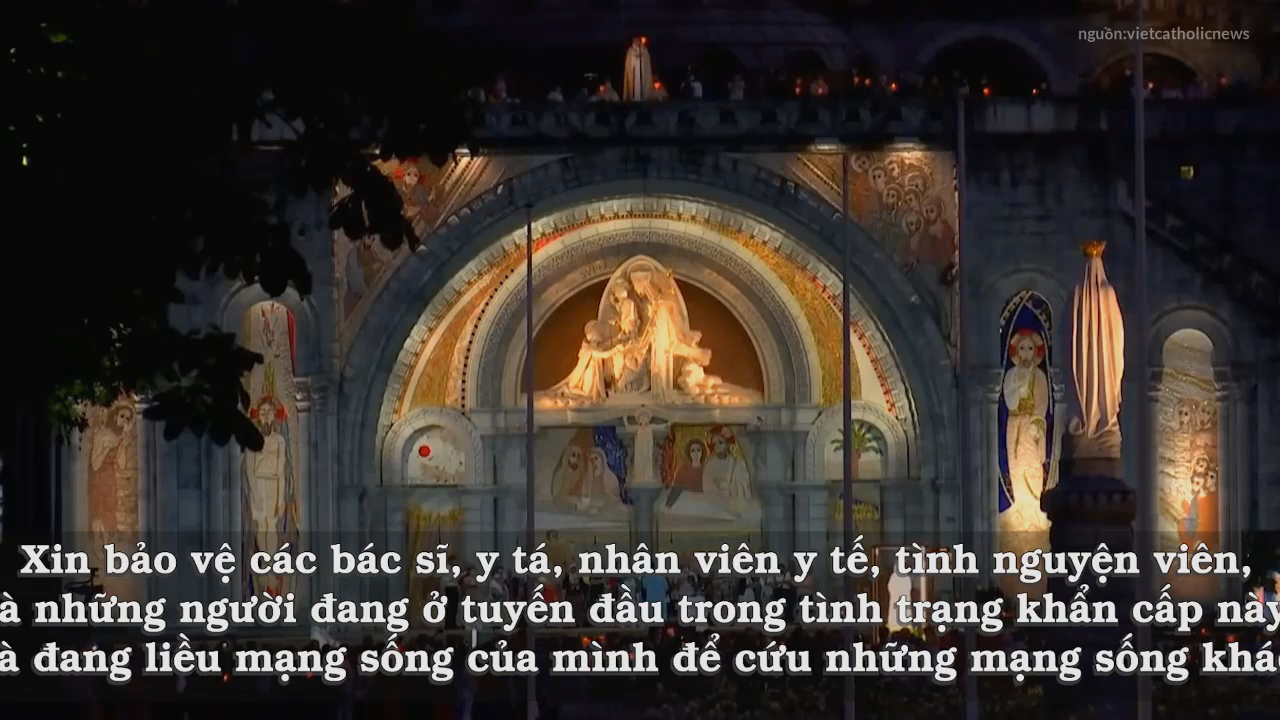 nguồn:vietcatholicnews
Xin bảo vệ các bác sĩ, y tá, nhân viên y tế, tình nguyện viên,
à những người đang ở tuyến đầu trong tình trạng khẩn cấp này
à đang liều mạng sống của mình để cứu những mạng sống khá